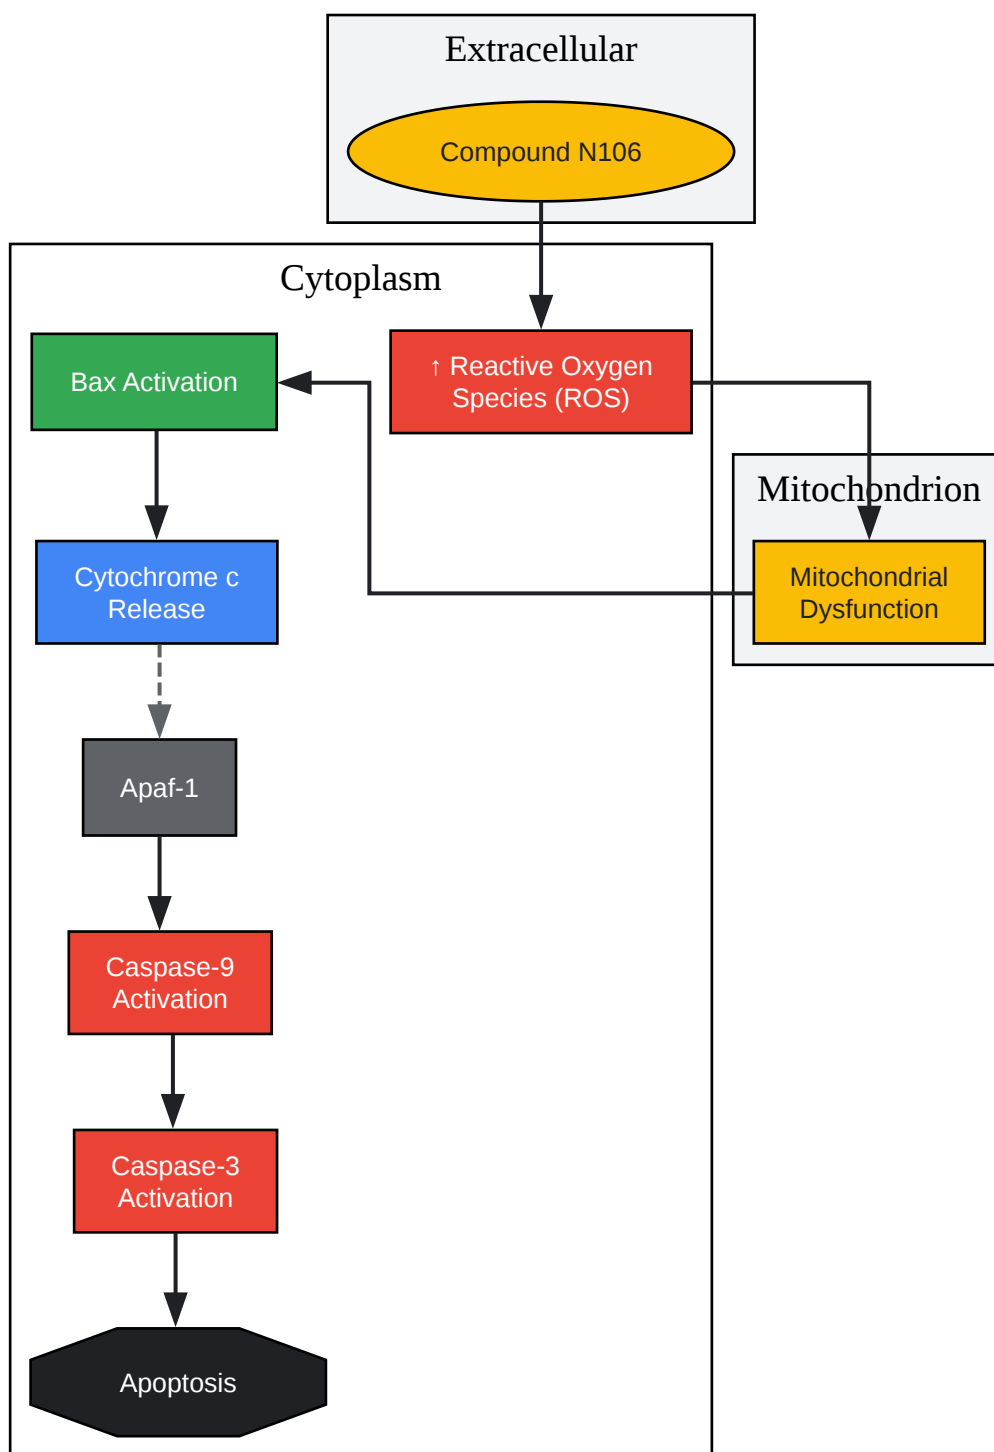 Extracellular
Compound N106
Cytoplasm
Bax Activation
↑ Reactive Oxygen
Species (ROS)
Mitochondrion
Mitochondrial
Dysfunction
Cytochrome c
Release
Apaf-1
Caspase-9
Activation
Caspase-3
Activation
Apoptosis